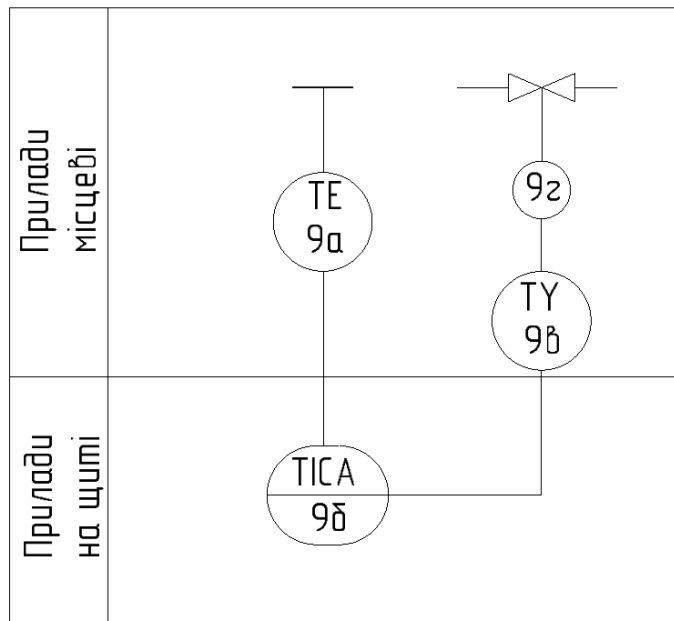 Прилади
місцеві
TE
9а
9г
TY
9в
Прилади
на щиті
TICA
9б